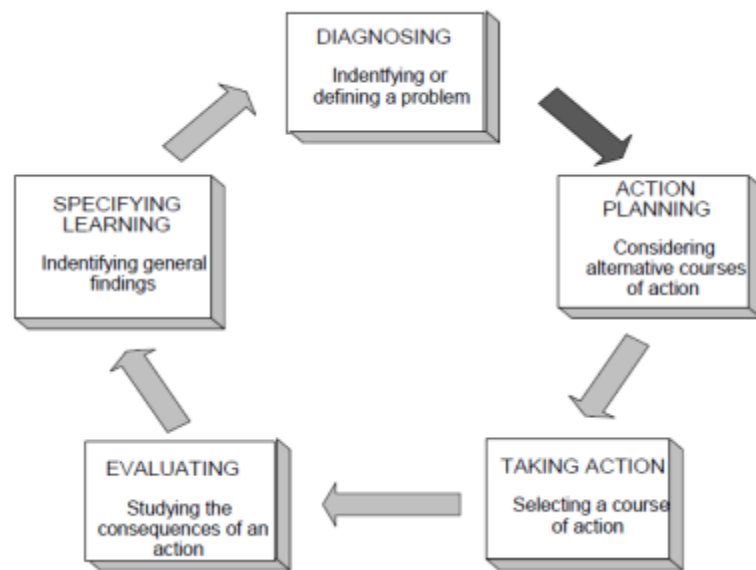 DIAGNOSING
Indentfying or
defining a problem
ACTION
PLANNING
Considering
alternative courses
of action
TAKING ACTION
Selecting a course
of action
EVALUATING
Studying the
consequences of an
action
SPECIFYING
LEARNING
Indentifying general
findings